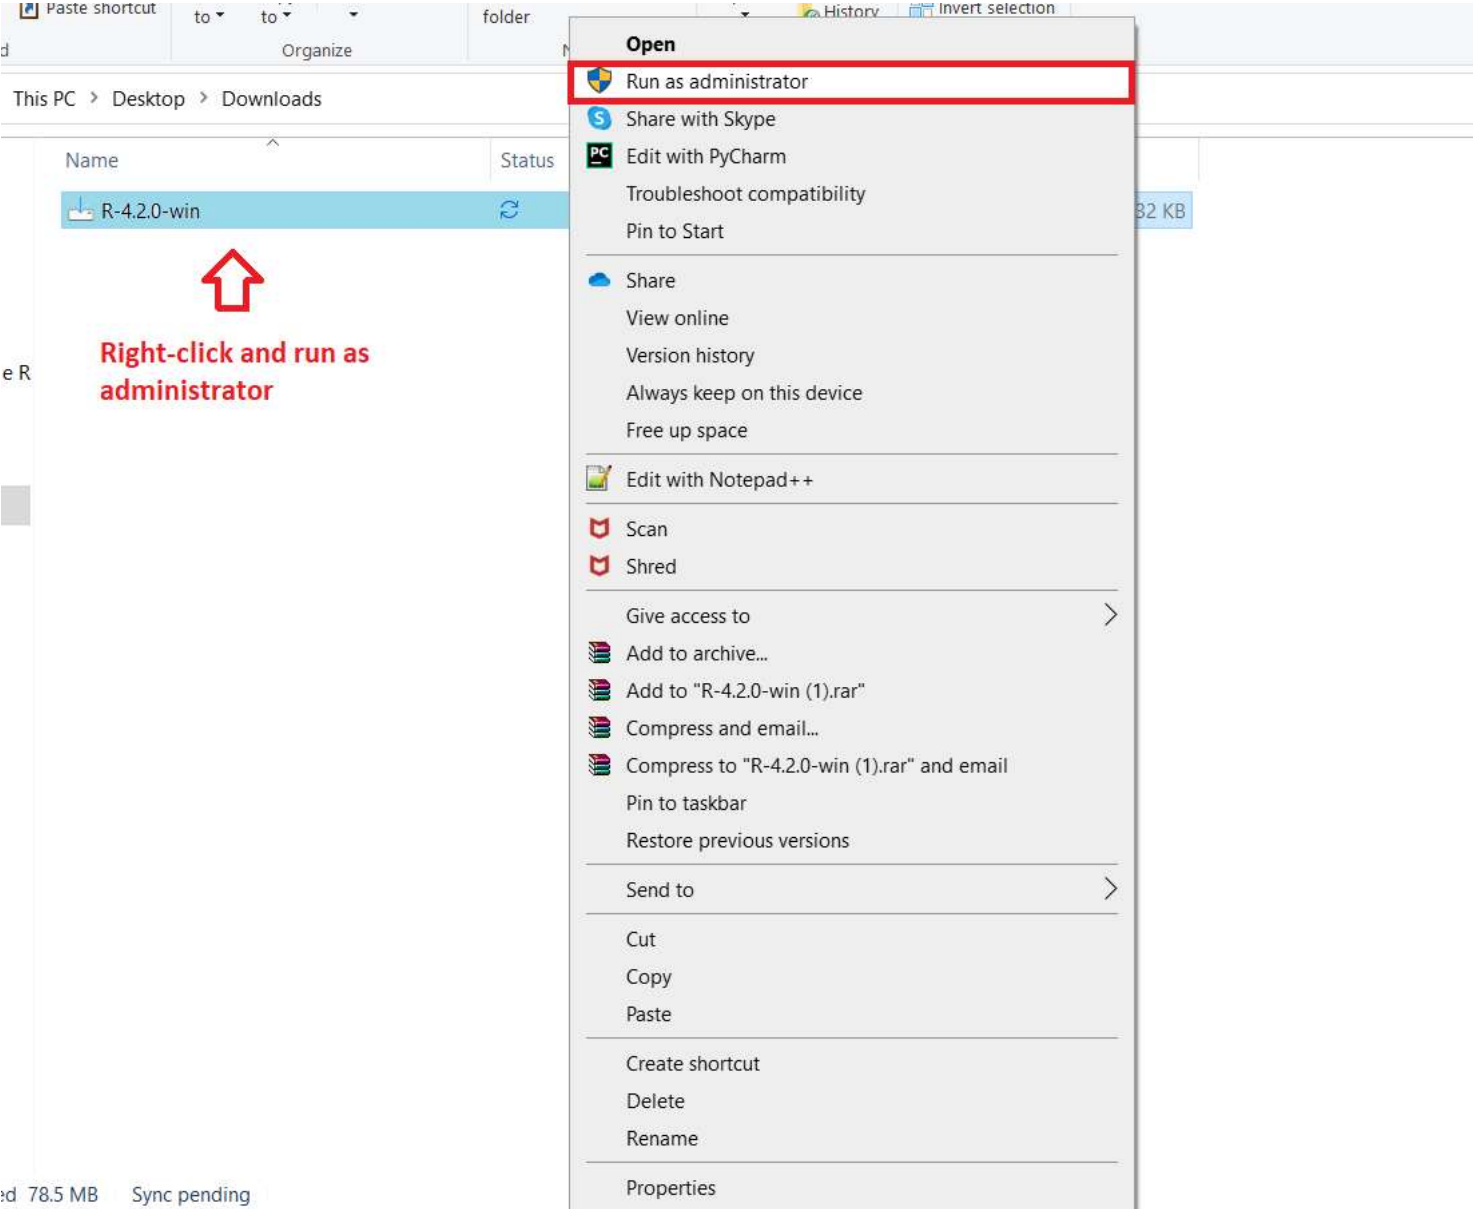 Paste shortcut
to
to
folder
History
Invert selection
Organize
This PC > Desktop > Downloads
Name
Status
R-4.2.0-win
32 KB
Right-click and run as
administrator
e R
Open
Run as administrator
Share with Skype
PC Edit with PyCharm
Troubleshoot compatibility
Pin to Start
Share
View online
Version history
Always keep on this device
Free up space
Edit with Notepad++
Scan
Shred
Give access to
Add to archive...
Add to "R-4.2.0-win (1).rar"
Compress and email...
Compress to "R-4.2.0-win (1).rar" and email
Pin to taskbar
Restore previous versions
Send to
Cut
Copy
Paste
Create shortcut
Delete
Rename
Properties
ed 78.5 MB Sync pending